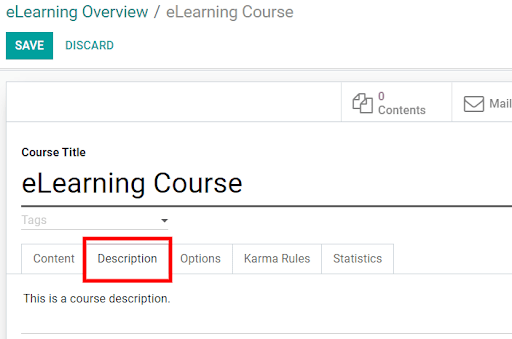 eLearning Overview / eLearning Course
SAVE DISCARD
0
Contents
Mail
Course Title
eLearning Course
Tags
Content Description Options Karma Rules Statistics
This is a course description.